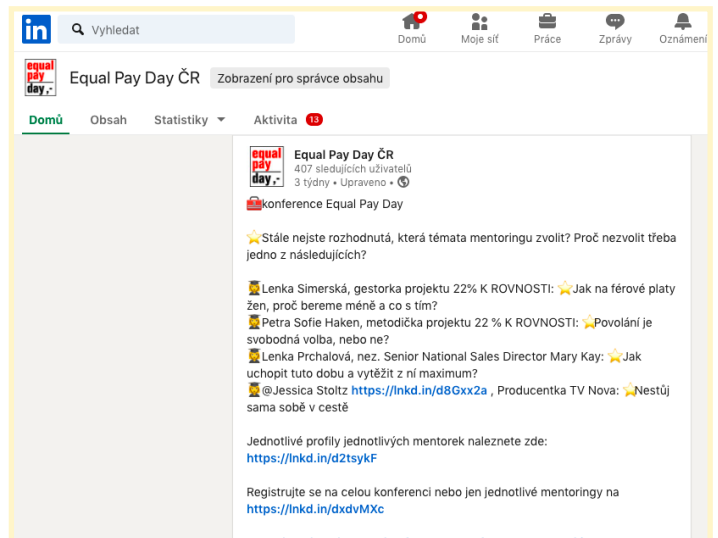 in Vyhledat
Domů Moje síť Práce Zprávy Oznámení
equal
pay
day,-
Equal Pay Day ČR Zobrazení pro správce obsahu
Domů Obsah Statistiky Aktivita 13
equal
pay
day,-
Equal Pay Day ČR
407 sledujících uživatelů
3 týdny • Upraveno •
konference Equal Pay Day
Stále nejste rozhodnutá, která témata mentoringu zvolit? Proč nezvolit třeba
jedno z následujících?
Lenka Simerská, gestorka projektu 22% K ROVNOSTI: Jak na férové platy
žen, proč bereme méně a co s tím?
Petra Sofie Haken, metodička projektu 22 % K ROVNOSTI: Povolání je
svobodná volba, nebo ne?
Lenka Prchalová, nez. Senior National Sales Director Mary Kay: Jak
uchopit tuto dobu a vytěžit z ní maximum?
@Jessica Stoltz https://lnkd.in/d8Gxx2a , Producentka TV Nova: Nestůj
sama sobě v cestě
Jednotlivé profily jednotlivých mentorek naleznete zde:
https://lnkd.in/d2tsykF
Registrujte se na celou konferenci nebo jen jednotlivé mentoringy na
https://lnkd.in/dxdvMXc